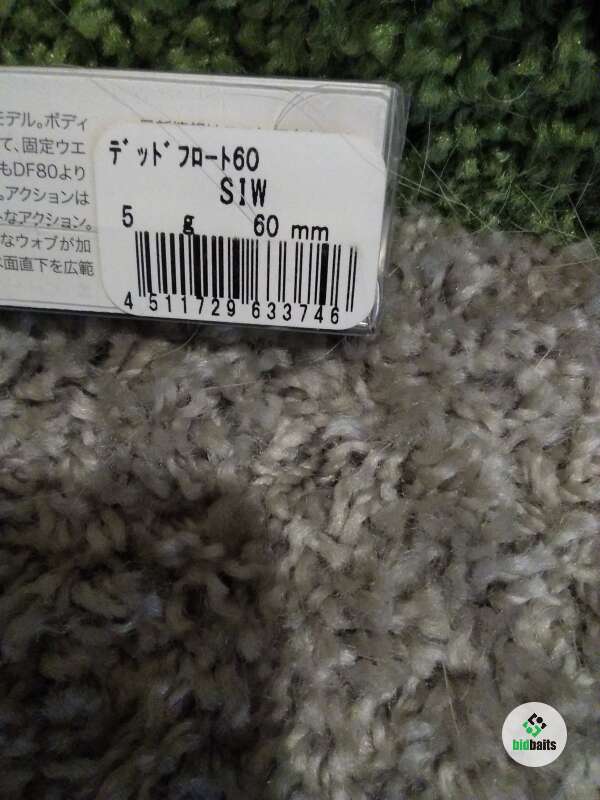 モデル。ボディ
て、固定ウエ
もDF80より
。アクションは
なアクション。
なウォブが加
水面直下を広範
デッドフロート60
SIW
5 g 60 mm
4 511729 633746
bidbaits